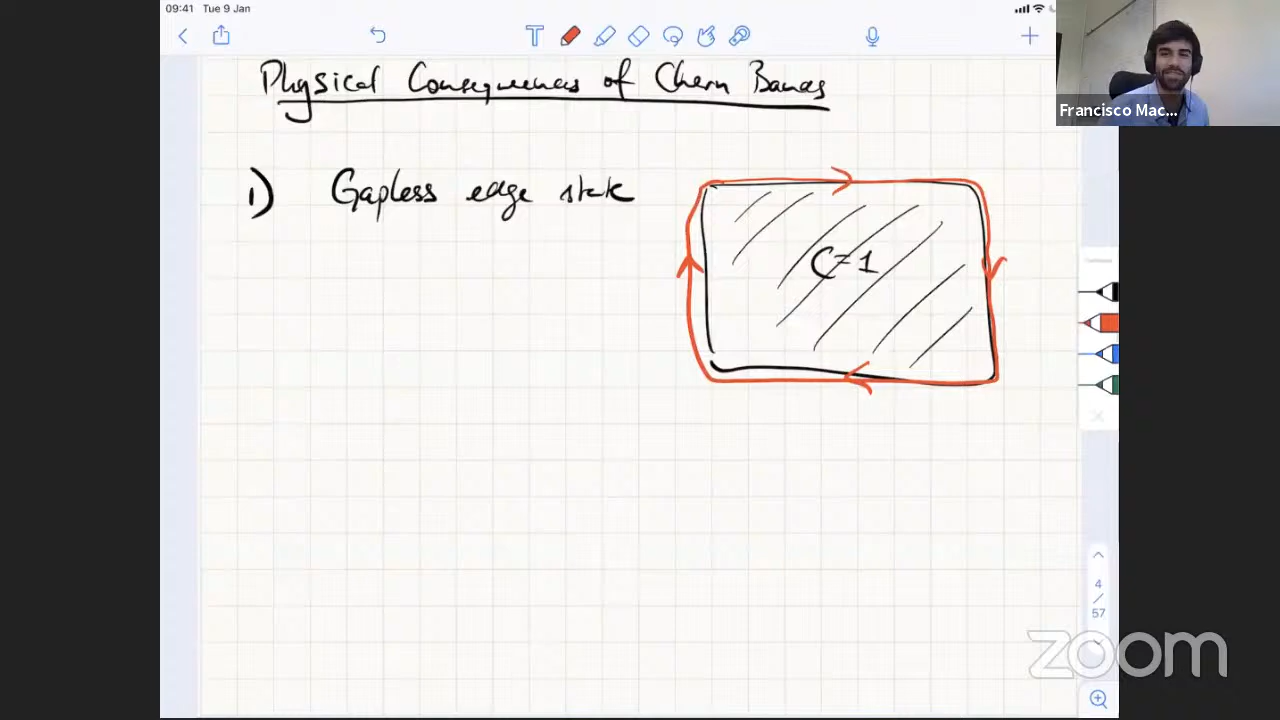 09:41 Tue 9 Jan
Francisco Mac...
Physical Consequences of Chern Bands
1) Gapless edge state
C=1
4
/
57
zoom